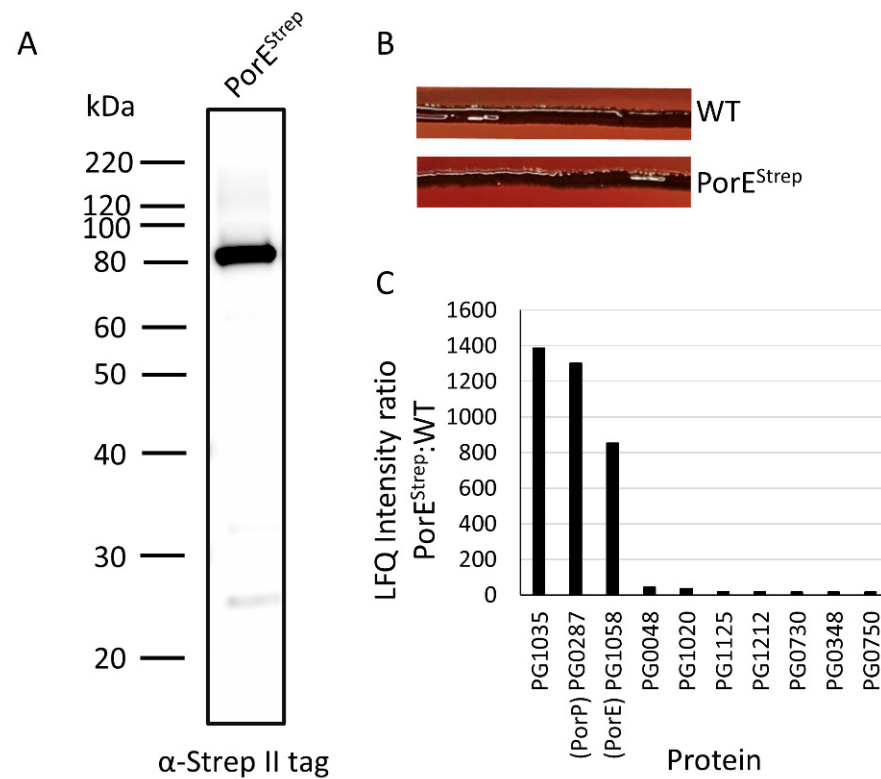 A
PorE^Strep
kDa
220
120
100
80
60
50
40
30
20
α-Strep II tag
B
WT
PorE^Strep
C
LFQ Intensity ratio
PorE^Strep:WT
1600
1400
1200
1000
800
600
400
200
0
PG1035
(PorP) PG0287
(PorE) PG1058
PG0048
PG1020
PG1125
PG1212
PG0730
PG0348
PG0750
Protein